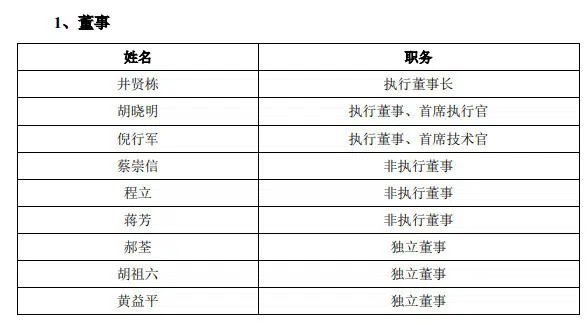 1、董事
姓名 职务
井贤栋 执行董事长
胡晓明 执行董事、首席执行官
倪行军 执行董事、首席技术官
蔡崇信 非执行董事
程立 非执行董事
蒋芳 非执行董事
郝荃 独立董事
胡祖六 独立董事
黄益平 独立董事